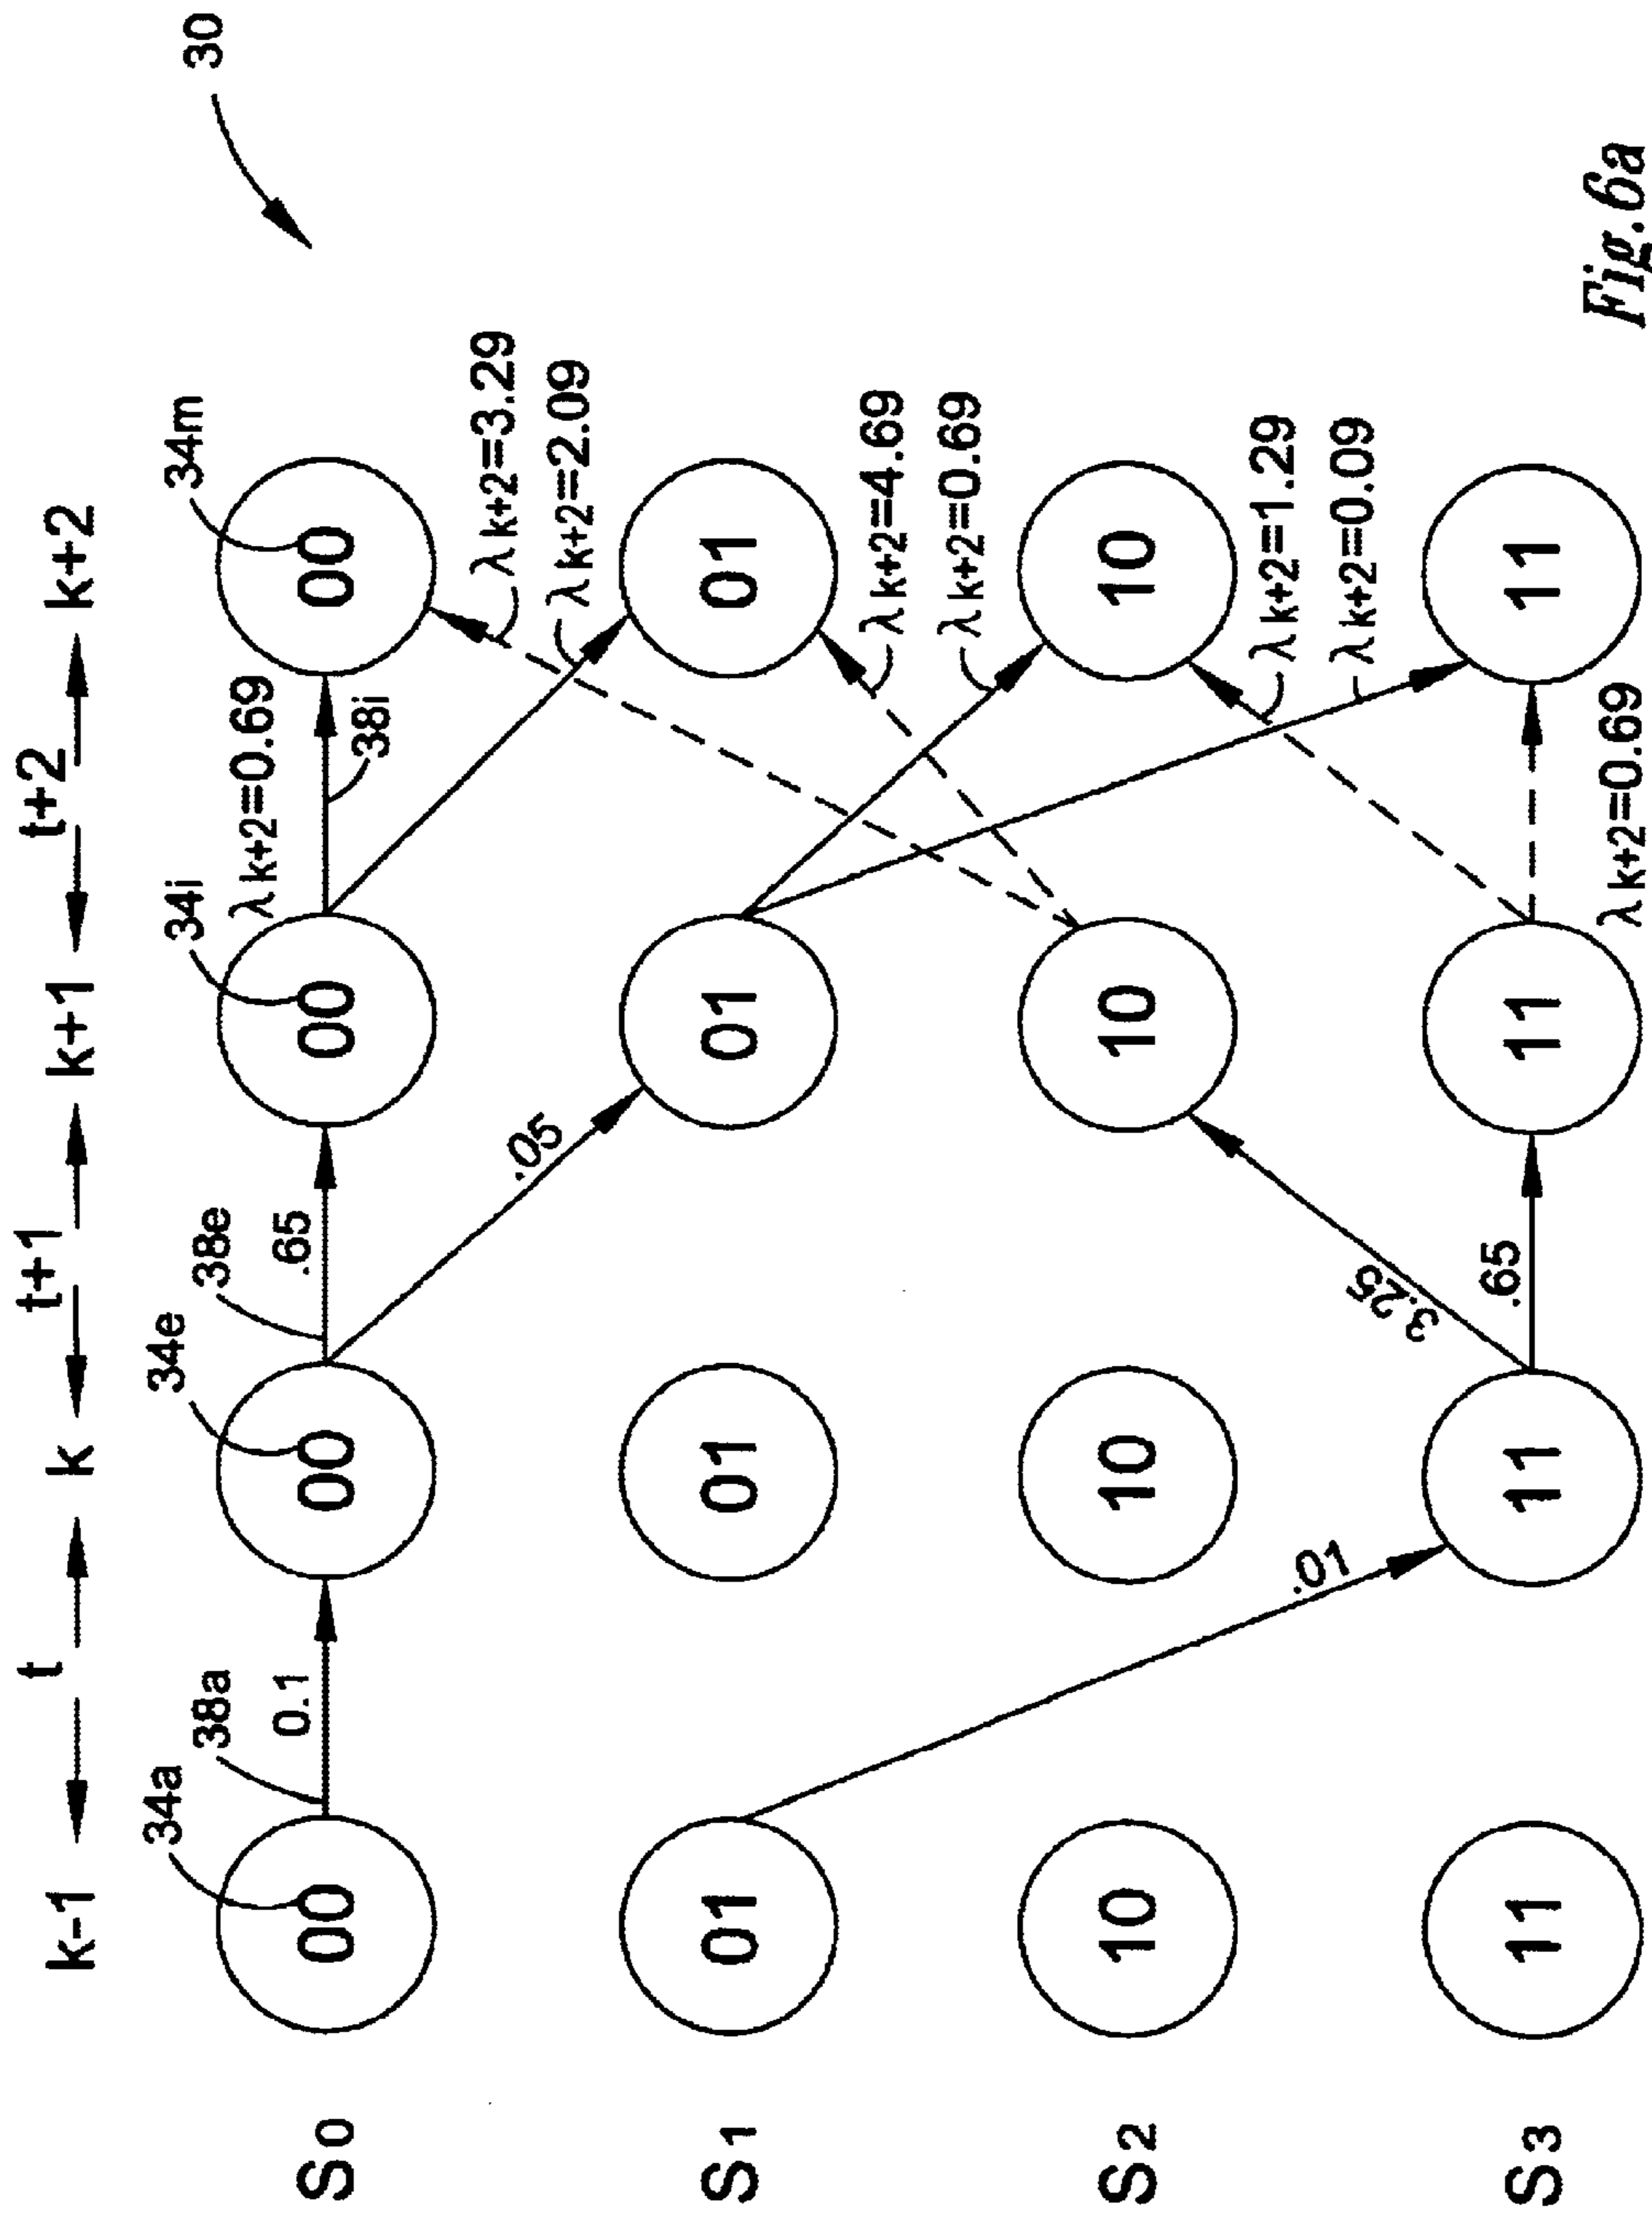 k-1 t k t+1 k+1 t+2 k+2
30
34a 38a 34e 38e 34i 34m
S0 00 0.1 00 .65 00 λk+2=0.69 00
38i
.05
λk+2=3.29
λk+2=2.09
S1 01 01 01 01
λk+2=4.69
λk+2=0.69
S2 10 10 10 10
.01
3.25
λk+2=1.29
λk+2=0.09
S3 11 11 .65 11 11
λk+2=0.69
Fig.6a